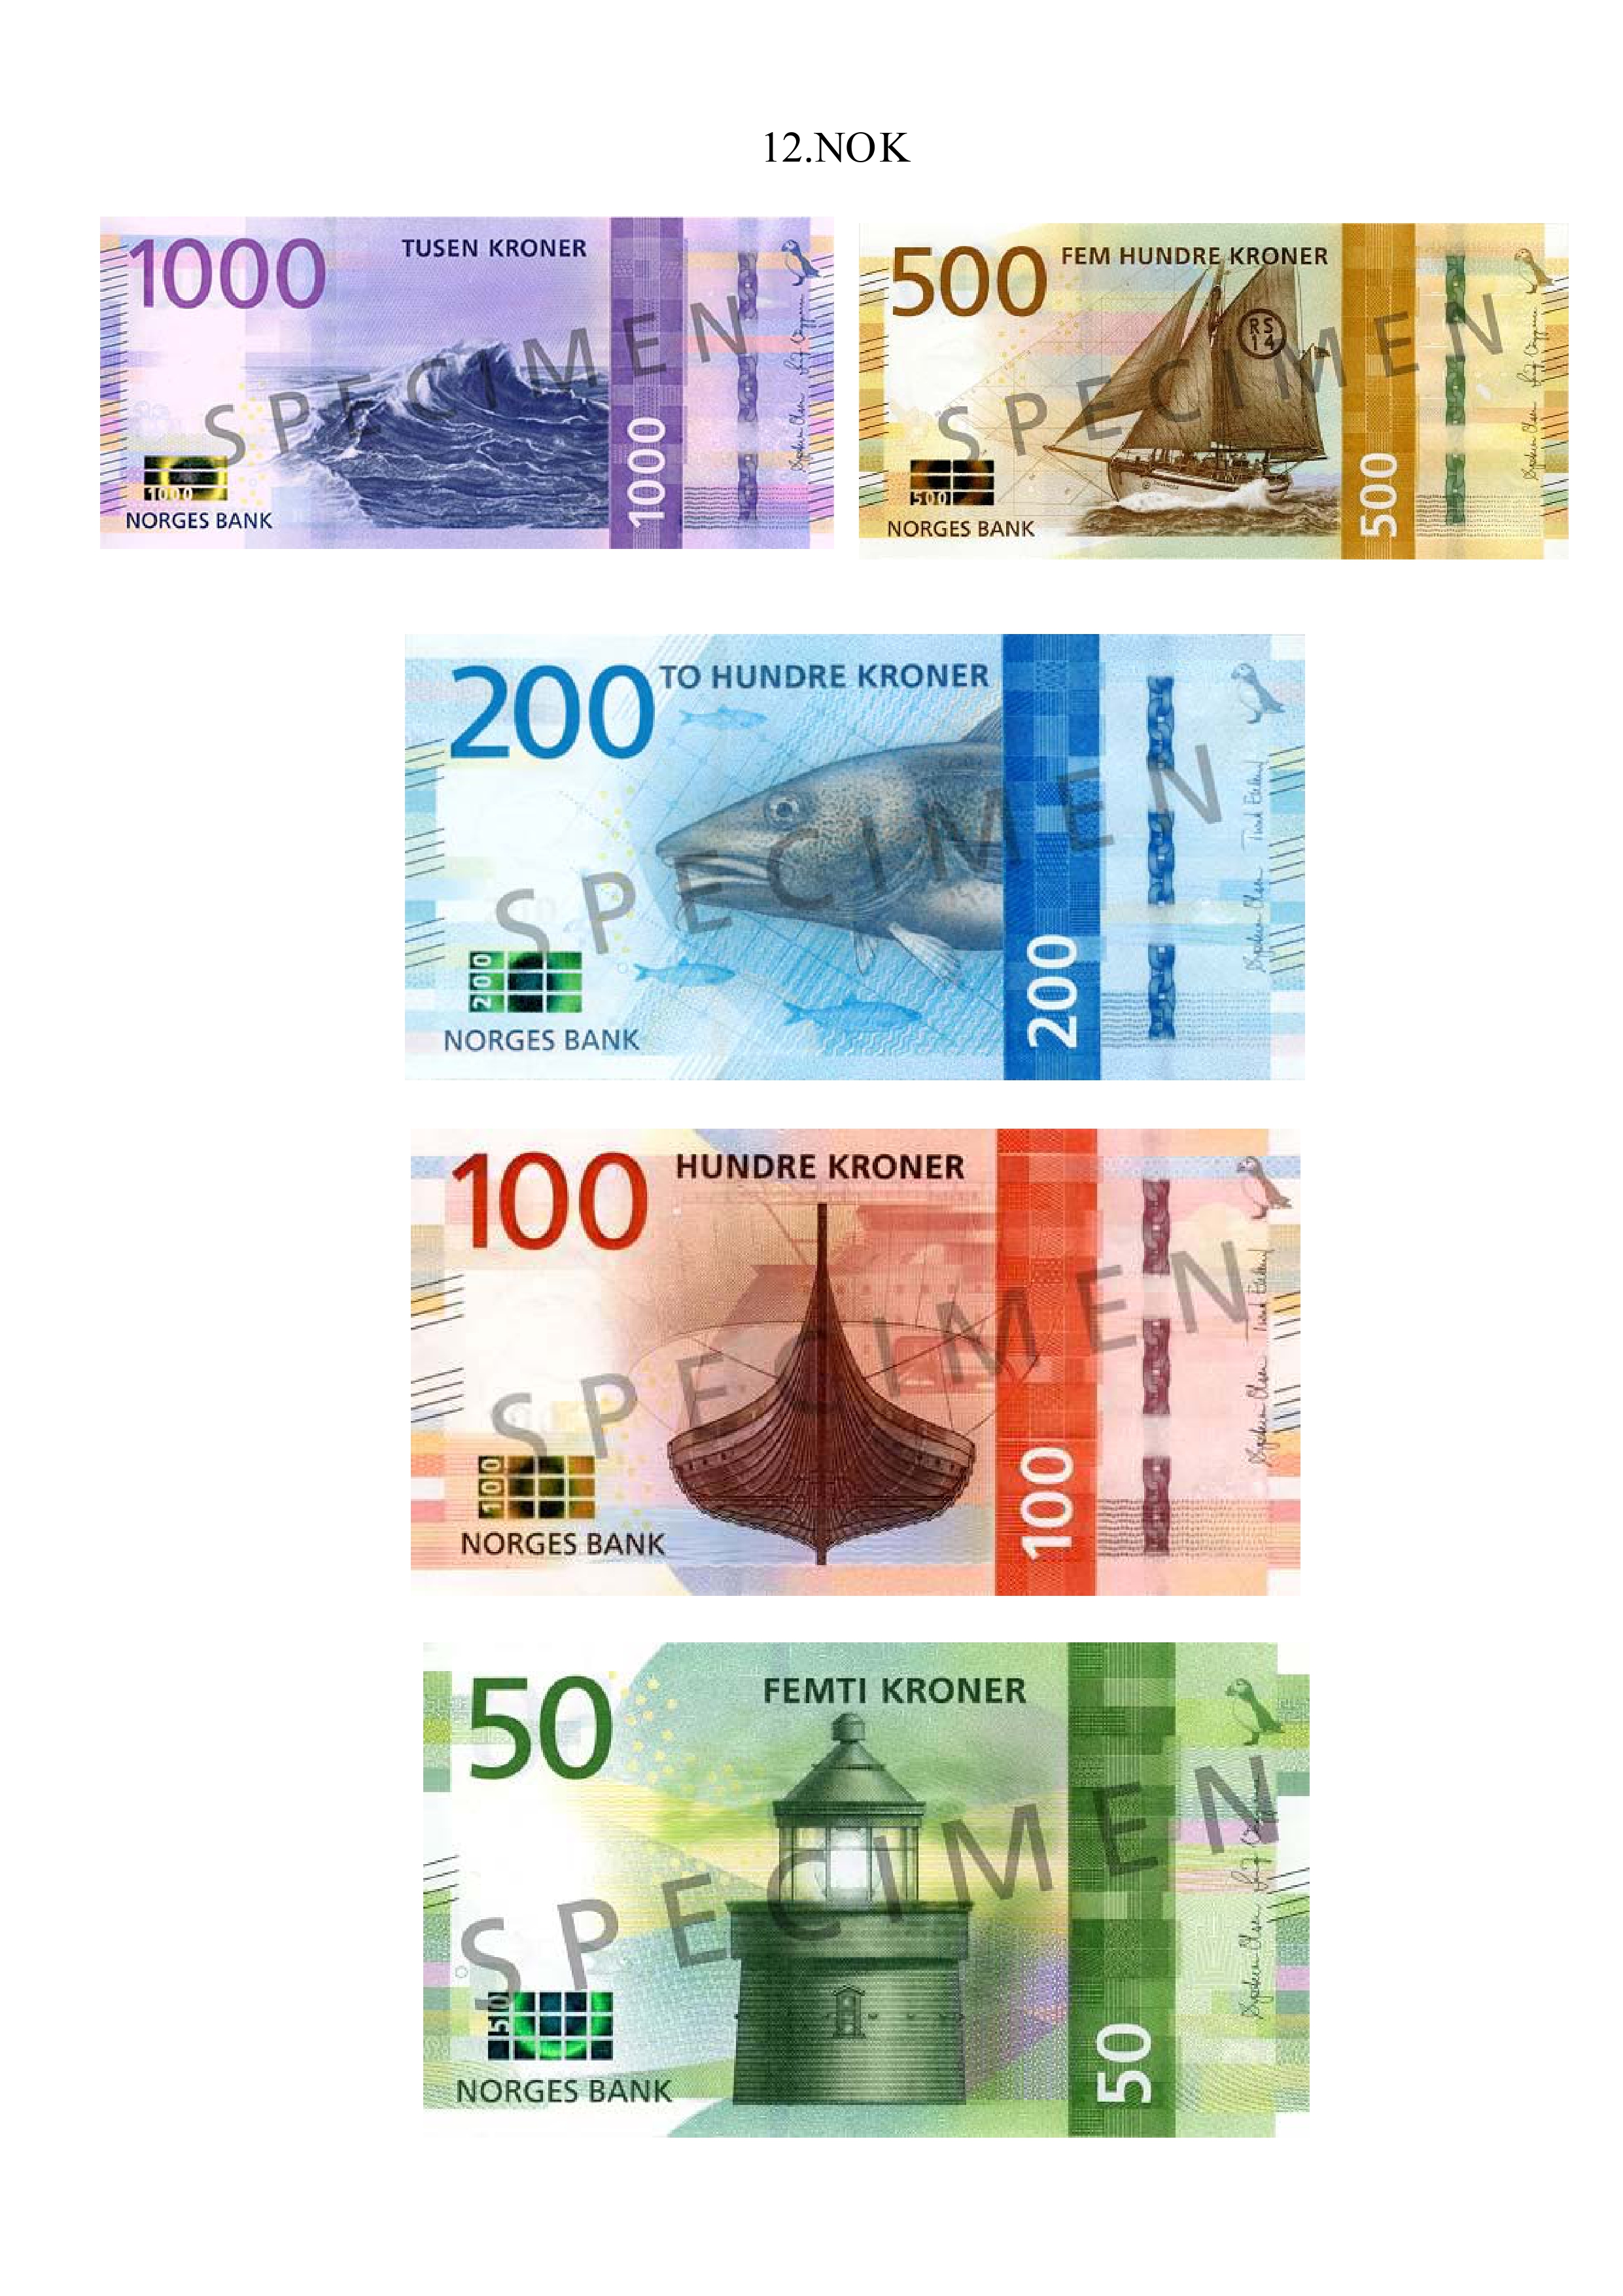 12.NOK
1000
TUSEN KRONER
SPECIMEN
1000
1000
NORGES BANK
500
FEM HUNDRE KRONER
RS
14
SPECIMEN
500
500
NORGES BANK
200
TO HUNDRE KRONER
SPECIMEN
200
200
NORGES BANK
100
HUNDRE KRONER
SPECIMEN
100
100
NORGES BANK
50
FEMTI KRONER
SPECIMEN
50
50
NORGES BANK